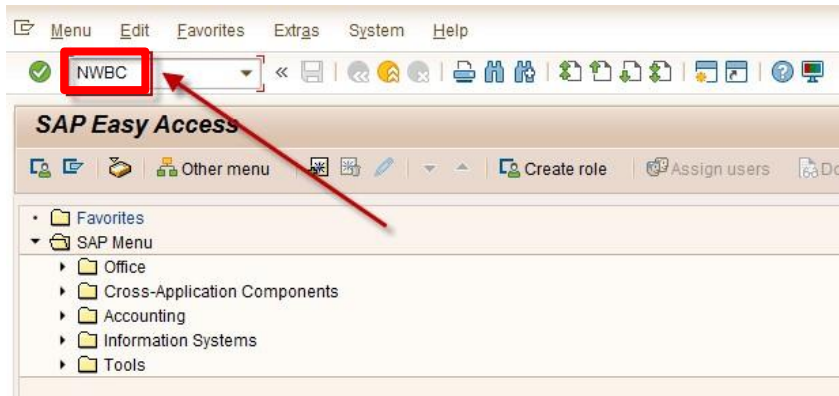 Menu Edit Favorites Extras System Help
NWBC
SAP Easy Access
Other menu Create role Assign users Do
Favorites
SAP Menu
Office
Cross-Application Components
Accounting
Information Systems
Tools